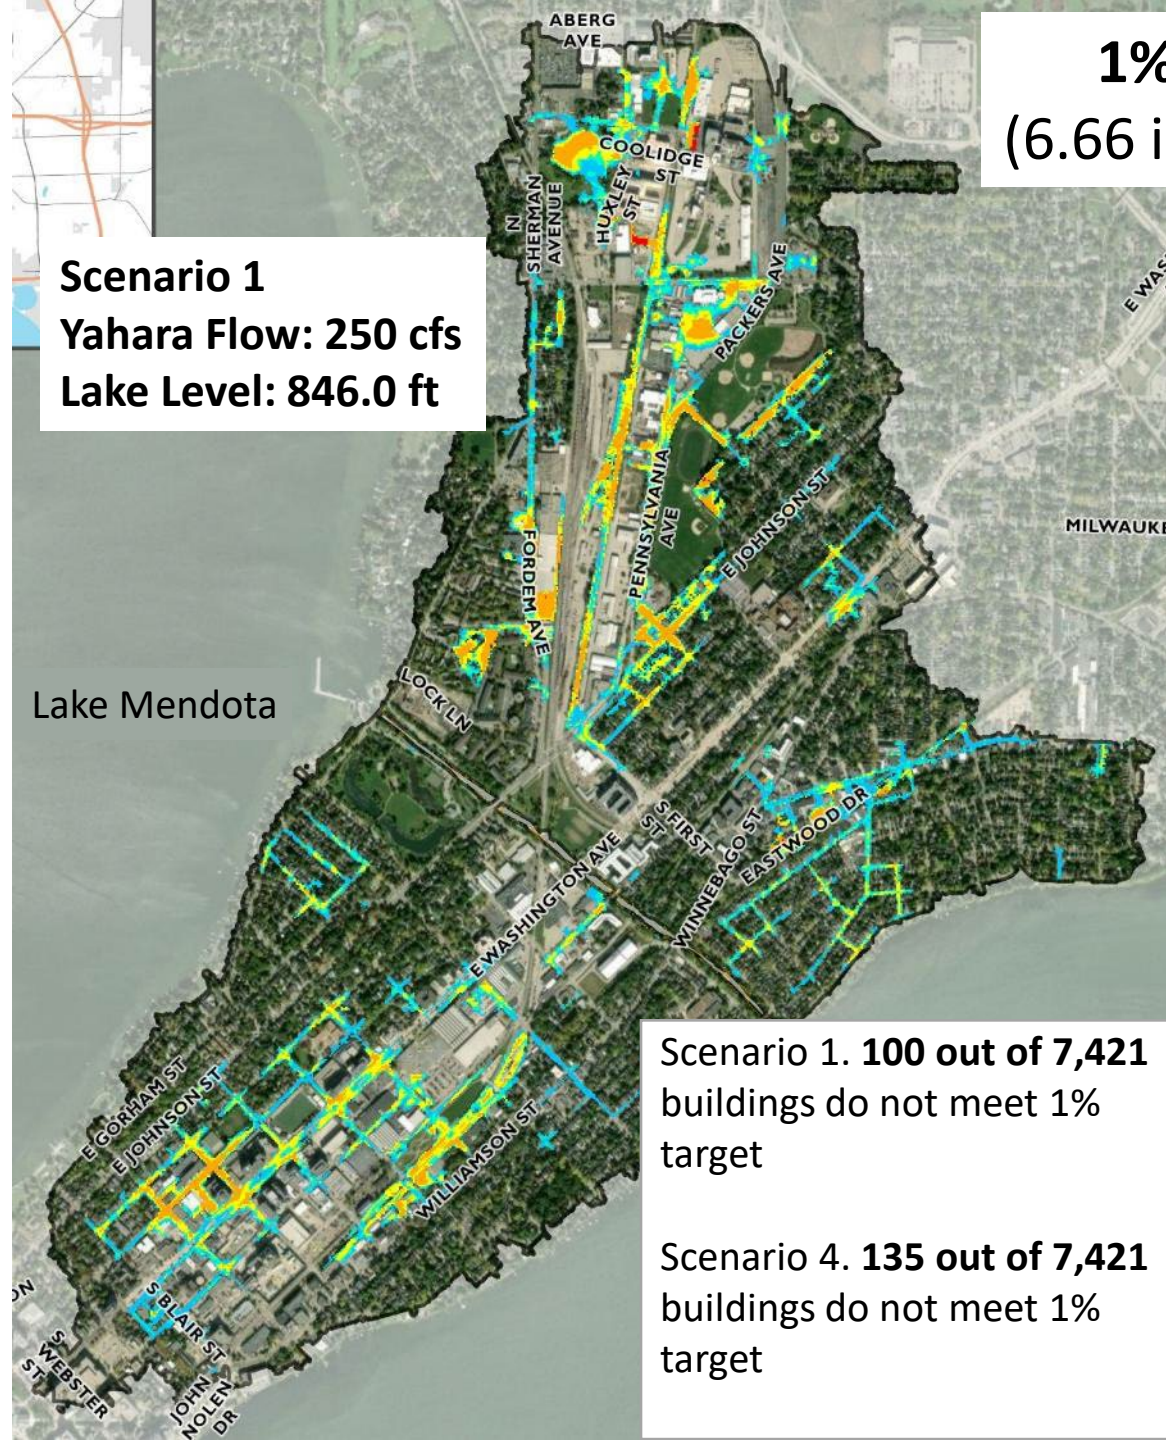 ABERG
AVE
1%
(6.66 i
COOLIDGE
ST
HUXLEY
ST
N
SHERMAN
AVENUE
Scenario 1
Yahara Flow: 250 cfs
Lake Level: 846.0 ft
PACKERS AVE
E WAS
PENNSYLVANIA
AVE
E JOHNSON ST
MILWAUKE
FORDEM AVE
Lake Mendota
LOCK LN
S FIRST
ST
WINNEBAGO ST
EASTWOOD DR
E WASHINGTON AVE
Scenario 1. 100 out of 7,421
buildings do not meet 1%
target
Scenario 4. 135 out of 7,421
buildings do not meet 1%
target
E GORHAM ST
E JOHNSON ST
WILLIAMSON ST
ON
S BLAIR ST
S
WEBSTER
ST
JOHN
NOLEN
DR